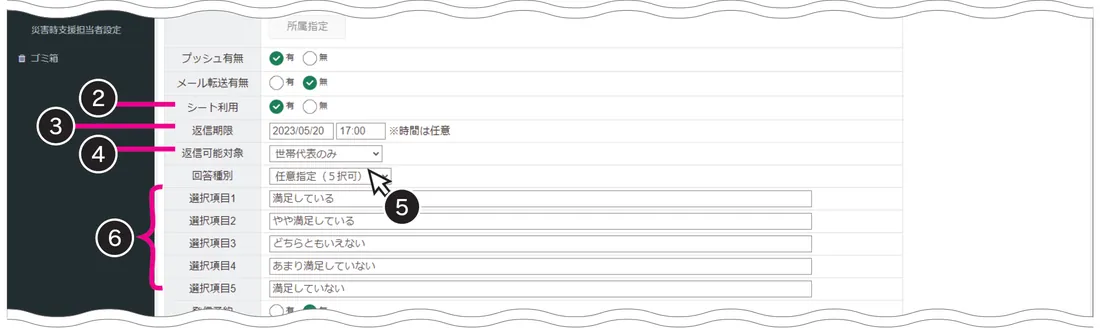 災害時支援担当者設定
ゴミ箱
所属指定
プッシュ有無 有 無
メール転送有無 有 無
② シート利用 有 無
③ 返信期限 2023/05/20 17:00 ※時間は任意
④ 返信可能対象 世帯代表のみ
回答種別 任意指定（5択可）
⑤
⑥
選択項目1 満足している
選択項目2 やや満足している
選択項目3 どちらともいえない
選択項目4 あまり満足していない
選択項目5 満足していない
有 無